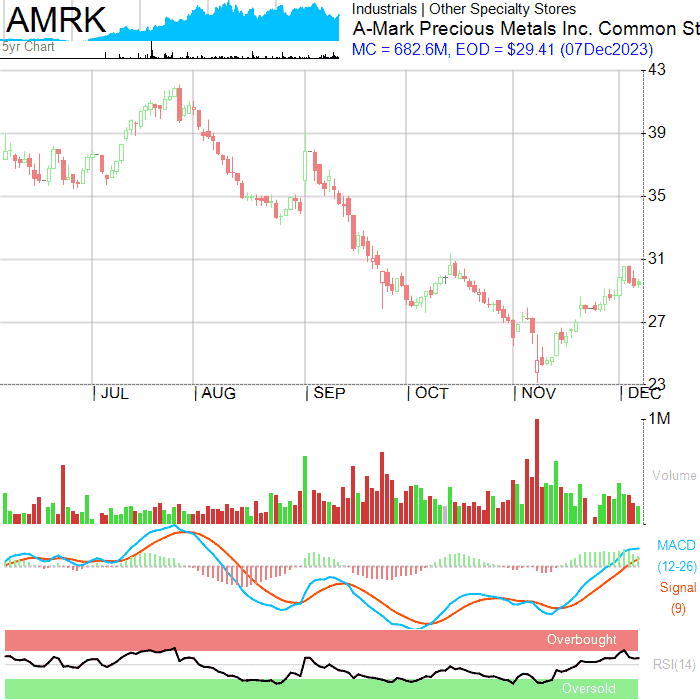 AMRK
5yr Chart
Industrials | Other Specialty Stores
A-Mark Precious Metals Inc. Common St
MC = 682.6M, EOD = $29.41 (07Dec2023)
43
39
35
31
27
23
JUL
AUG
SEP
OCT
NOV
DEC
1M
Volume
MACD
(12-26)
Signal
(9)
Overbought
RSI(14)
Oversold